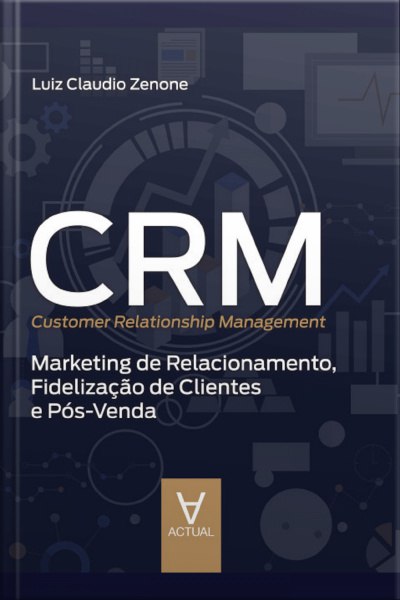 Luiz Claudio Zenone
CRM
Customer Relationship Management
Marketing de Relacionamento,
Fidelização de Clientes
e Pós-Venda
ACTUAL